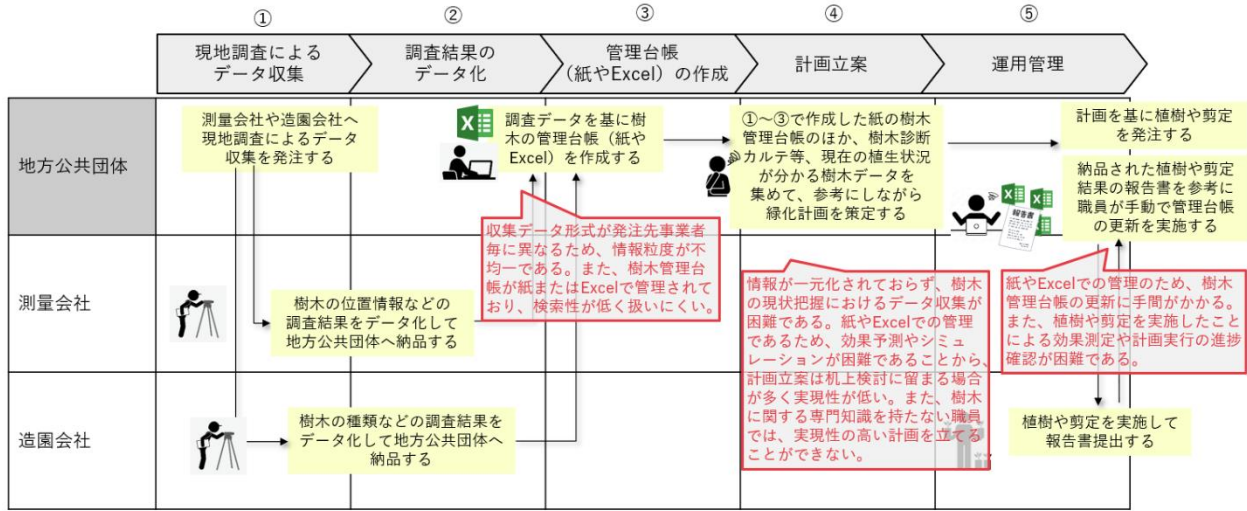 ①
②
③
④
⑤
現地調査による
データ収集
調査結果の
データ化
管理台帳
（紙やExcel）の作成
計画立案
運用管理
地方公共団体
測量会社や造園会社へ
現地調査によるデータ
収集を発注する
調査データを基に樹
木の管理台帳（紙や
Excel）を作成する
①～③で作成した紙の樹木
管理台帳のほか、樹木診断
カルテ等、現在の植生状況
が分かる樹木データを
集めて、参考にしながら
緑化計画を策定する
計画を基に植樹や剪定
を発注する
納品された植樹や剪定
結果の報告書を参考に
職員が手動で管理台帳
の更新を実施する
報告書
収集データ形式が発注先事業者
毎に異なるため、情報粒度が不
均一である。また、樹木管理台
帳が紙またはExcelで管理されて
おり、検索性が低く扱いにくい。
測量会社
樹木の位置情報などの
調査結果をデータ化して
地方公共団体へ納品する
情報が一元化されておらず、樹木
の現状把握におけるデータ収集が
困難である。紙やExcelでの管理
であるため、効果予測やシミュ
レーションが困難であることから、
計画立案は机上検討に留まる場合
が多く実現性が低い。また、樹木
に関する専門知識を持たない職員
では、実現性の高い計画を立てる
ことができない。
紙やExcelでの管理のため、樹木
管理台帳の更新に手間がかかる。
また、植樹や剪定を実施したこと
による効果測定や計画実行の進捗
確認が困難である。
造園会社
樹木の種類などの調査結果を
データ化して地方公共団体へ
納品する
植樹や剪定を実施して
報告書提出する